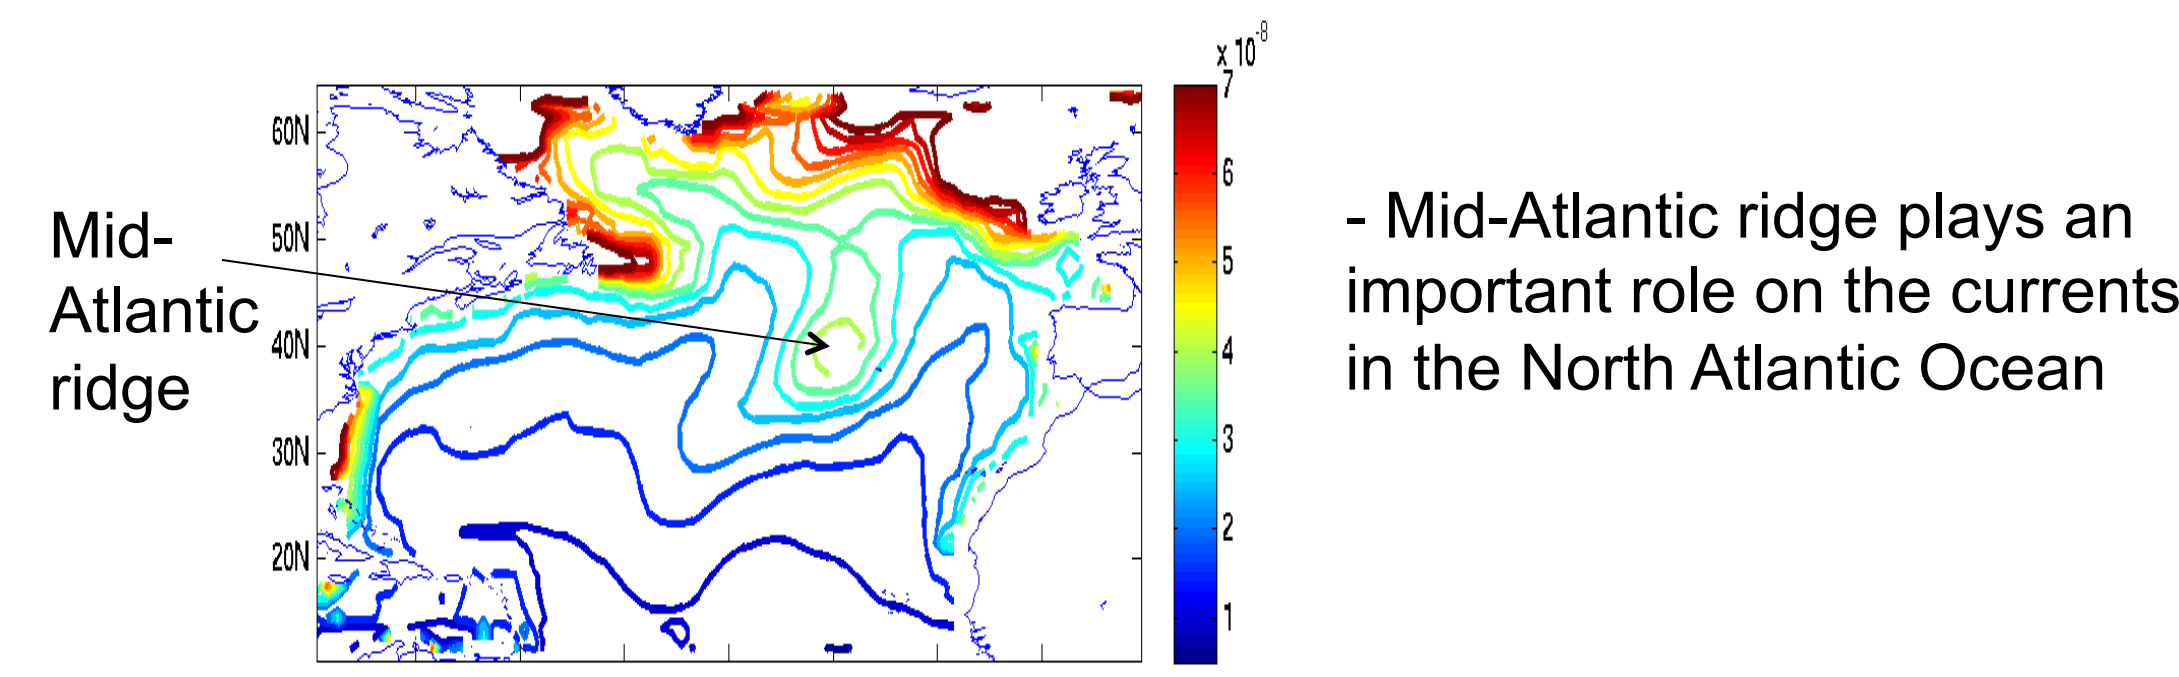 Mid-
Atlantic
ridge
60N
50N
40N
30N
20N
x 10^-8
7
6
5
4
3
2
1
- Mid-Atlantic ridge plays an
important role on the currents
in the North Atlantic Ocean